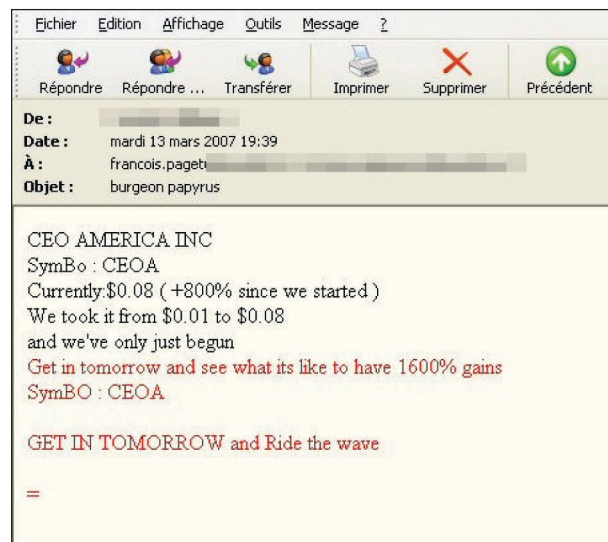 Fichier Edition Affichage Outils Message ?
Répondre Répondre ... Transférer Imprimer Supprimer Précédent
De :
Date : mardi 13 mars 2007 19:39
À : francois.paget
Objet : burgeon papyrus
CEO AMERICA INC
SymBo : CEOA
Currently:$0.08 ( +800% since we started )
We took it from $0.01 to $0.08
and we've only just begun
Get in tomorrow and see what its like to have 1600% gains
SymBO : CEOA
GET IN TOMORROW and Ride the wave
=